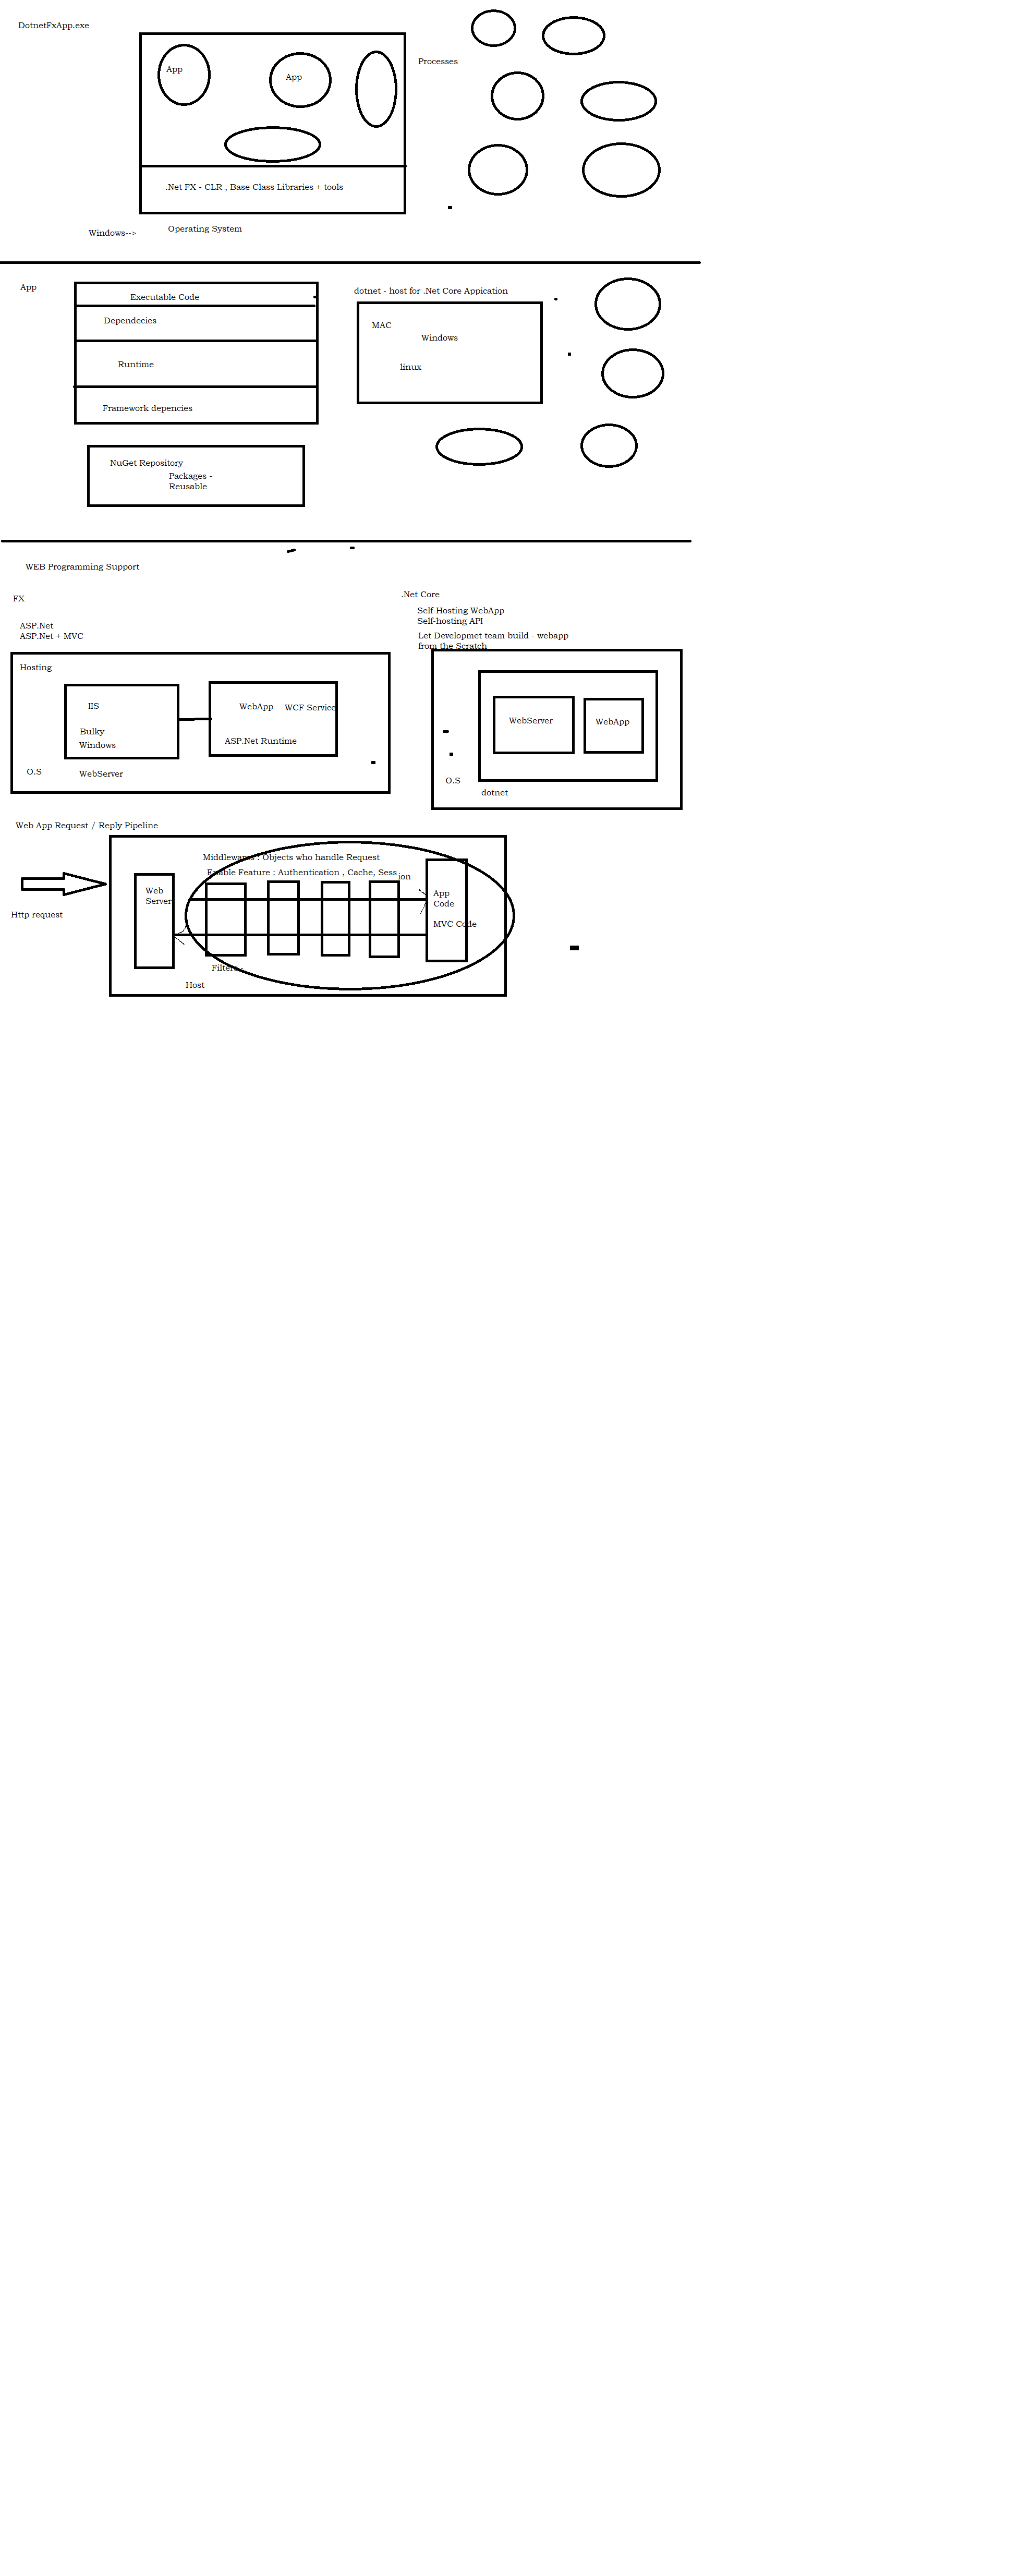 DotnetFxApp.exe
App
App
Processes
.Net FX - CLR , Base Class Libraries + tools
Windows-->
Operating System
App
Executable Code
Dependecies
Runtime
Framework depencies
NuGet Repository
Packages -
Reusable
dotnet - host for .Net Core Appication
MAC
Windows
linux
WEB Programming Support
FX
ASP.Net
ASP.Net + MVC
.Net Core
Self-Hosting WebApp
Self-hosting API
Let Developmet team build - webapp
from the Scratch
Hosting
IIS
Bulky
Windows
WebApp
WCF Service
ASP.Net Runtime
O.S
WebServer
WebServer
WebApp
O.S
dotnet
Web App Request / Reply Pipeline
Http request
Middlewares : Objects who handle Request
Enable Feature : Authentication , Cache, Sess
ion
Web
Server
App
Code
MVC Code
Filters -
Host